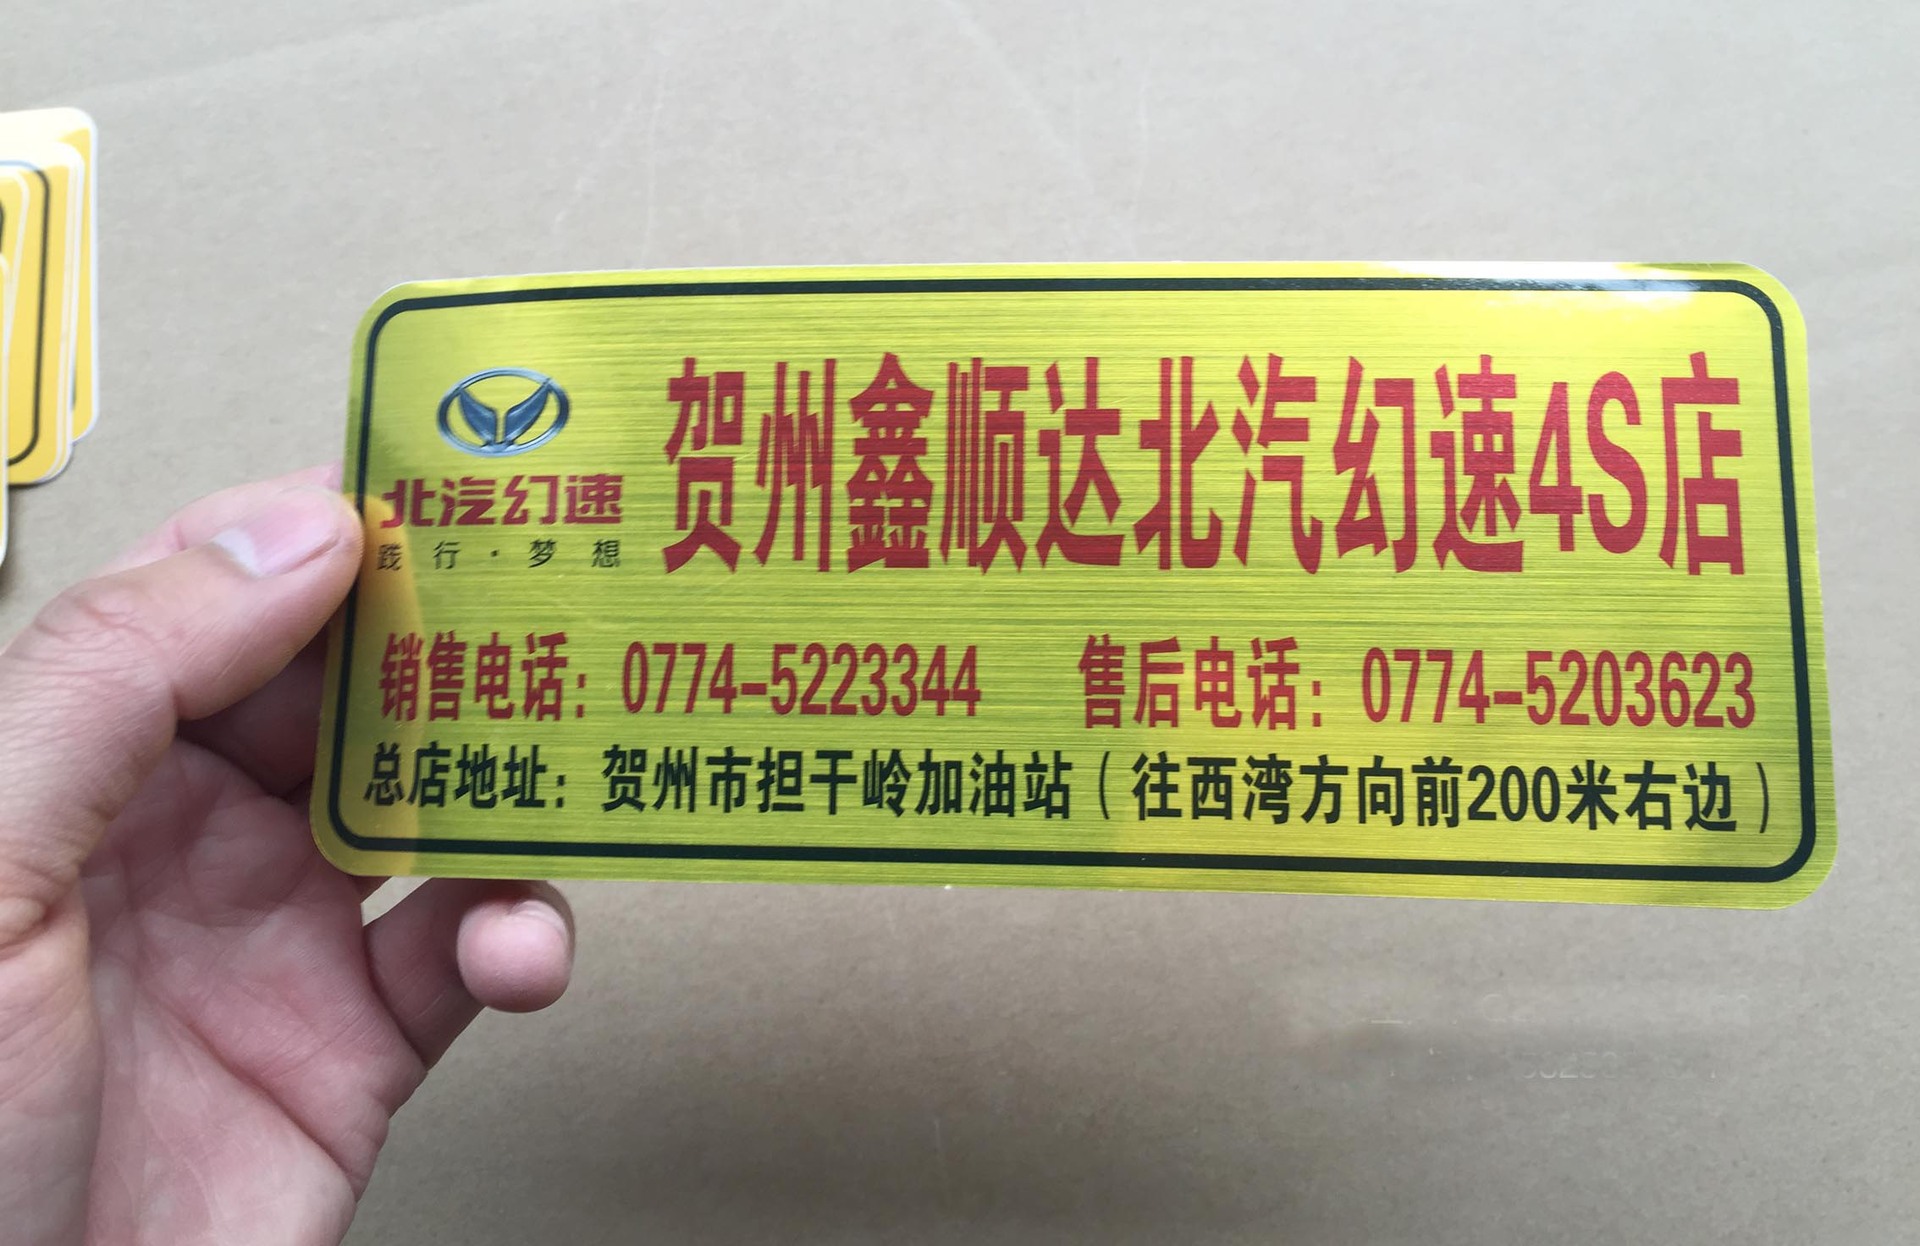 北汽幻速
践行·梦想
贺州鑫顺达北汽幻速4S店
销售电话：0774-5223344 售后电话：0774-5203623
总店地址：贺州市担干岭加油站（往西湾方向前200米右边）